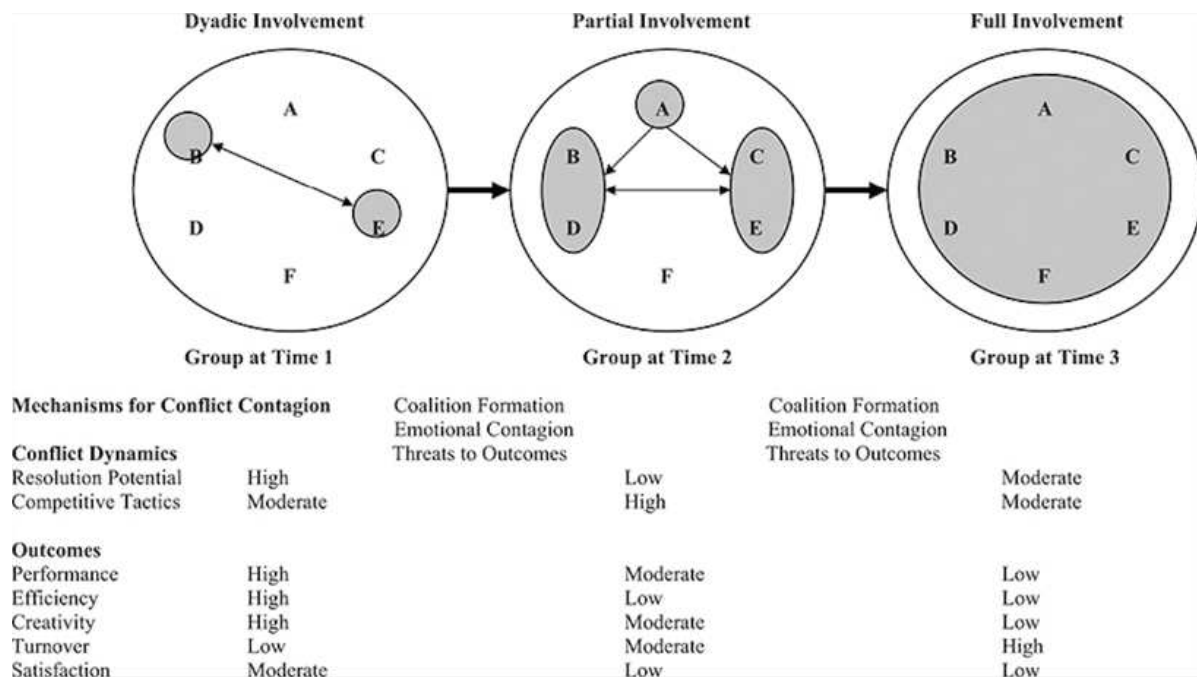 Dyadic Involvement Partial Involvement Full Involvement
A A A
B C B C B C
D E D E D E
F F F
Group at Time 1 Group at Time 2 Group at Time 3
Mechanisms for Conflict Contagion Coalition Formation Coalition Formation
Emotional Contagion Emotional Contagion
Conflict Dynamics Threats to Outcomes Threats to Outcomes
Resolution Potential High Low Moderate
Competitive Tactics Moderate High Moderate
Outcomes
Performance High Moderate Low
Efficiency High Low Low
Creativity High Moderate Low
Turnover Low Moderate High
Satisfaction Moderate Low Low